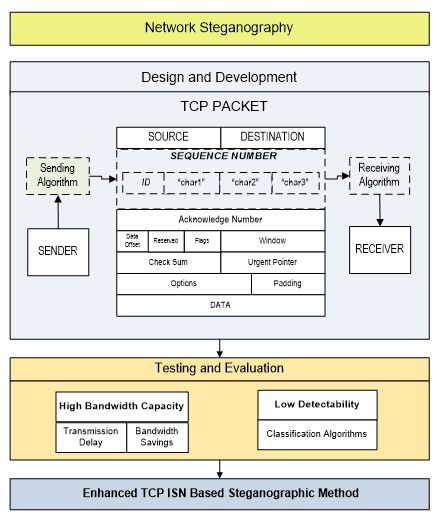 Network Steganography
Design and Development
TCP PACKET
SOURCE DESTINATION
SEQUENCE NUMBER
Sending
Algorithm
ID "char1" "char2" "char3"
Receiving
Algorithm
Acknowledge Number
Data
Offset
Reserved Flags Window
SENDER
RECEIVER
Check Sum Urgent Pointer
Options Padding
DATA
Testing and Evaluation
High Bandwidth Capacity
Transmission
Delay
Bandwidth
Savings
Low Detectability
Classification Algorithms
Enhanced TCP ISN Based Steganographic Method